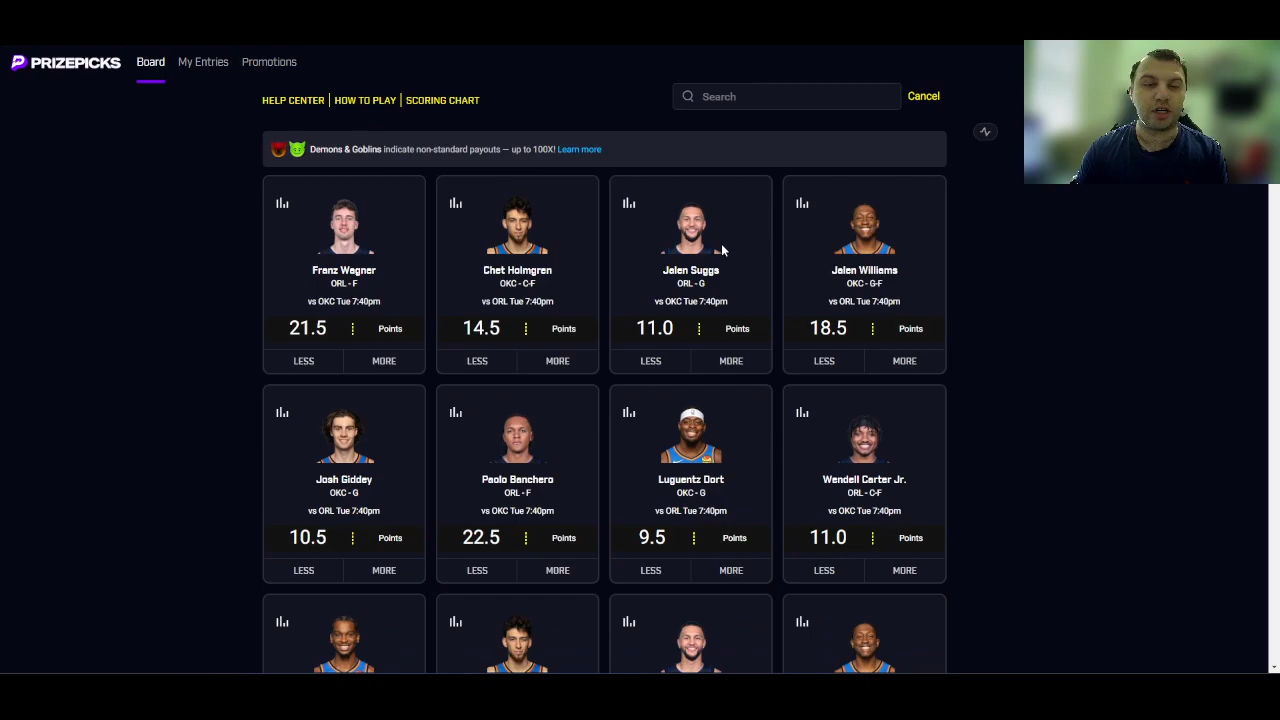 PRIZEPICKS Board My Entries Promotions
HELP CENTER HOW TO PLAY SCORING CHART Search Cancel
Demons & Goblins indicate non-standard payouts — up to 100X! Learn more
Franz Wagner
ORL - F
vs OKC Tue 7:40pm
21.5 Points
LESS MORE
Chet Holmgren
OKC - C-F
vs ORL Tue 7:40pm
14.5 Points
LESS MORE
Jalen Suggs
ORL - G
vs OKC Tue 7:40pm
11.0 Points
LESS MORE
Jalen Williams
OKC - G-F
vs ORL Tue 7:40pm
18.5 Points
LESS MORE
Josh Giddey
OKC - G
vs ORL Tue 7:40pm
10.5 Points
LESS MORE
Paolo Banchero
ORL - F
vs OKC Tue 7:40pm
22.5 Points
LESS MORE
Luguentz Dort
OKC - G
vs ORL Tue 7:40pm
9.5 Points
LESS MORE
Wendell Carter Jr.
ORL - C-F
vs OKC Tue 7:40pm
11.0 Points
LESS MORE